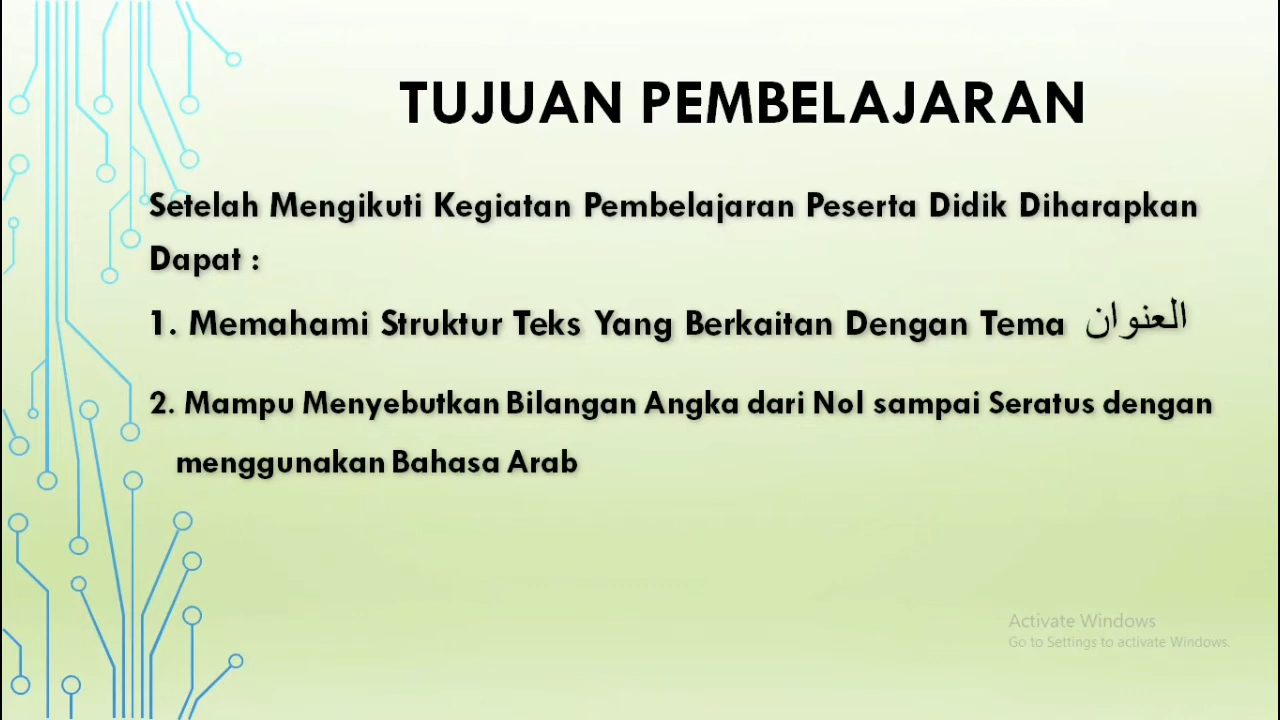 TUJUAN PEMBELAJARAN
Setelah Mengikuti Kegiatan Pembelajaran Peserta Didik Diharapkan
Dapat :
1. Memahami Struktur Teks Yang Berkaitan Dengan Tema العنوان
2. Mampu Menyebutkan Bilangan Angka dari Nol sampai Seratus dengan
menggunakan Bahasa Arab
Activate Windows
Go to Settings to activate Windows.